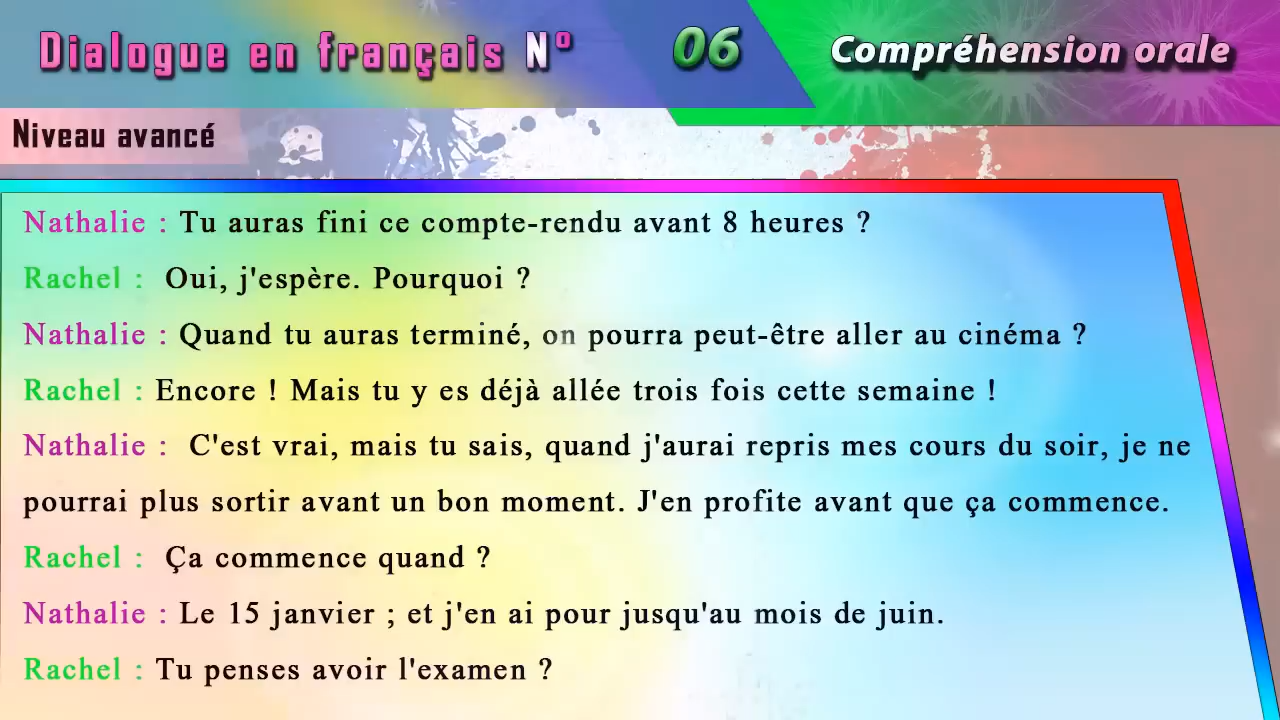 Dialogue en français N° 06 Compréhension orale
Niveau avancé
Nathalie : Tu auras fini ce compte-rendu avant 8 heures ?
Rachel : Oui, j'espère. Pourquoi ?
Nathalie : Quand tu auras terminé, on pourra peut-être aller au cinéma ?
Rachel : Encore ! Mais tu y es déjà allée trois fois cette semaine !
Nathalie : C'est vrai, mais tu sais, quand j'aurai repris mes cours du soir, je ne
pourrai plus sortir avant un bon moment. J'en profite avant que ça commence.
Rachel : Ça commence quand ?
Nathalie : Le 15 janvier ; et j'en ai pour jusqu'au mois de juin.
Rachel : Tu penses avoir l'examen ?